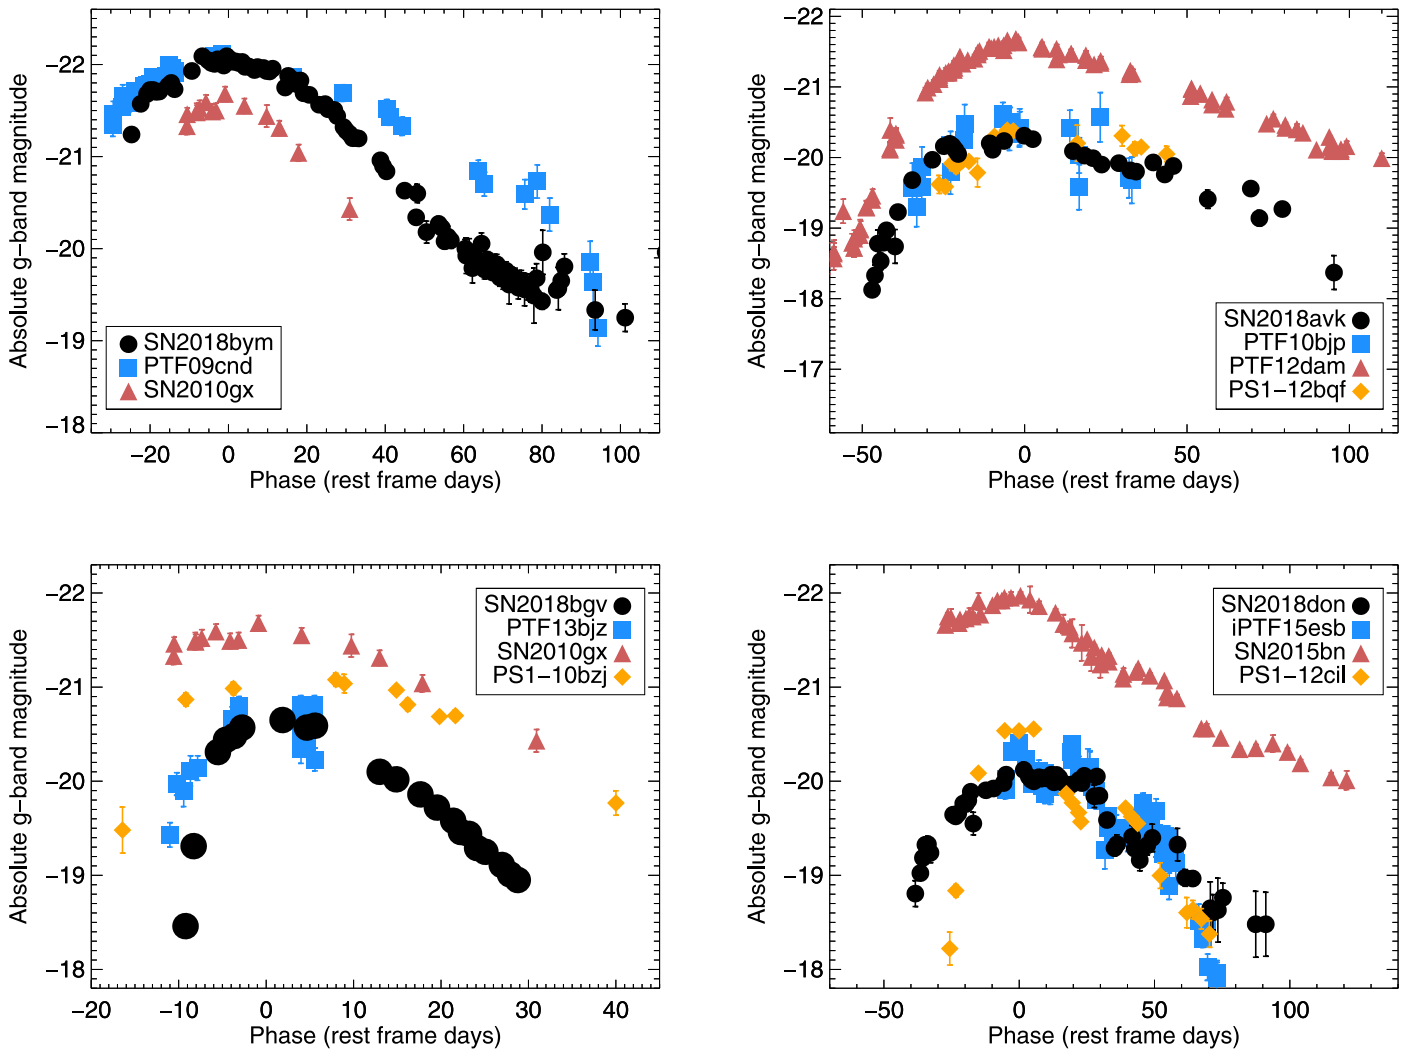 Absolute g-band magnitude
-22
-21
-20
-19
-18
SN2018bym
PTF09cnd
SN2010gx
-20 0 20 40 60 80 100
Phase (rest frame days)
Absolute g-band magnitude
-22
-21
-20
-19
-18
-17
SN2018avk
PTF10bjp
PTF12dam
PS1-12bqf
-50 0 50 100
Phase (rest frame days)
Absolute g-band magnitude
-22
-21
-20
-19
-18
SN2018bgv
PTF13bjz
SN2010gx
PS1-10bzj
-20 -10 0 10 20 30 40
Phase (rest frame days)
Absolute g-band magnitude
-22
-21
-20
-19
-18
SN2018don
iPTF15esb
SN2015bn
PS1-12cil
-50 0 50 100
Phase (rest frame days)